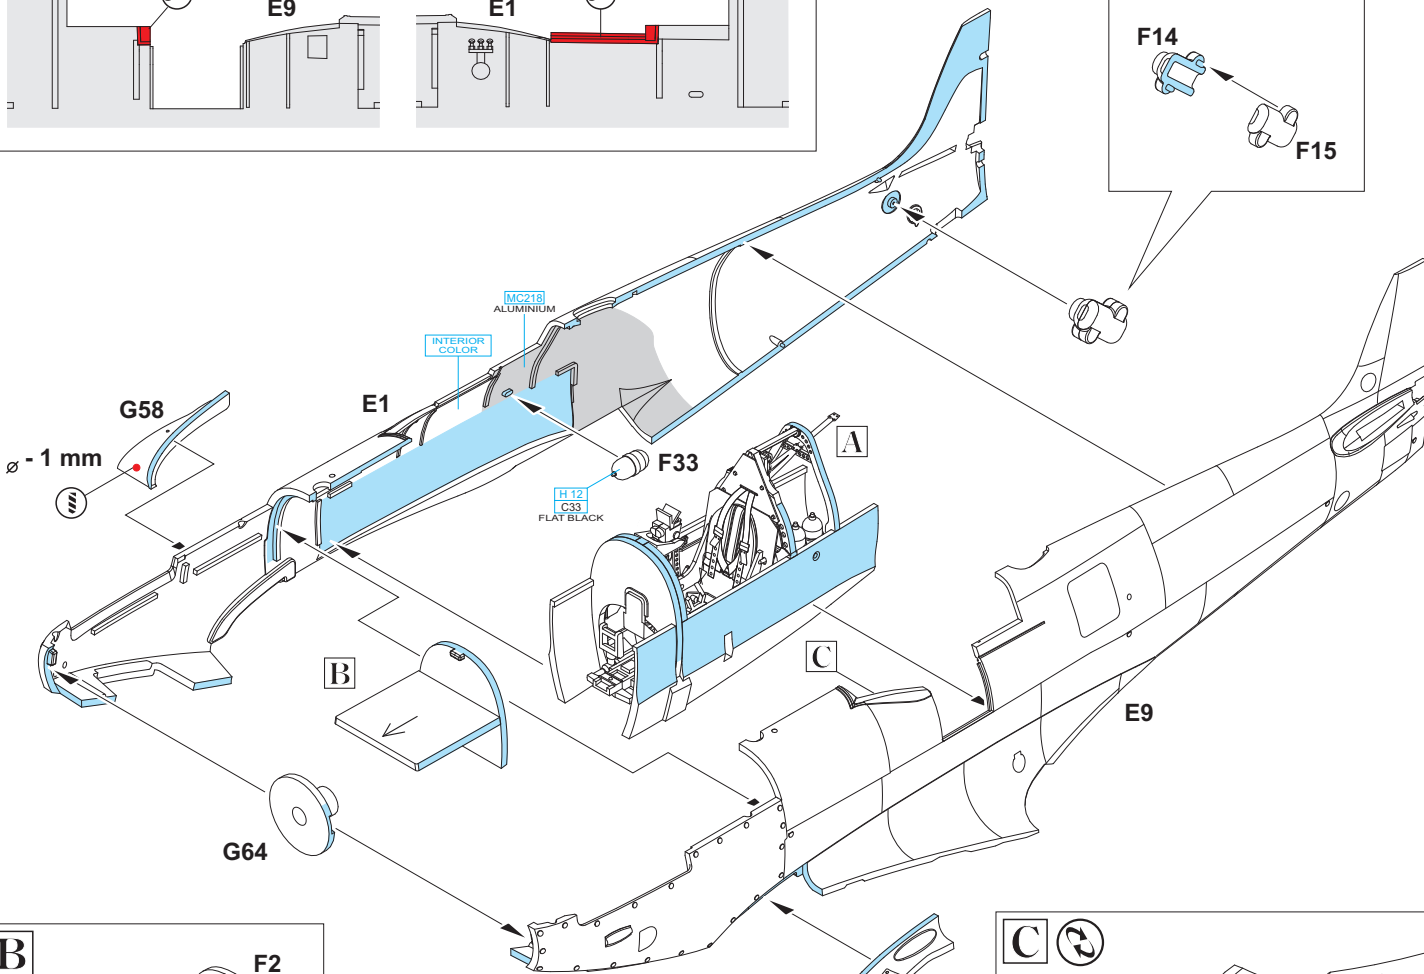 E9
E1
F14
F15
MC218
ALUMINIUM
INTERIOR
COLOR
G58
E1
ø - 1 mm
F33
A
H 12
C33
FLAT BLACK
B
C
E9
G64
B
F2
C